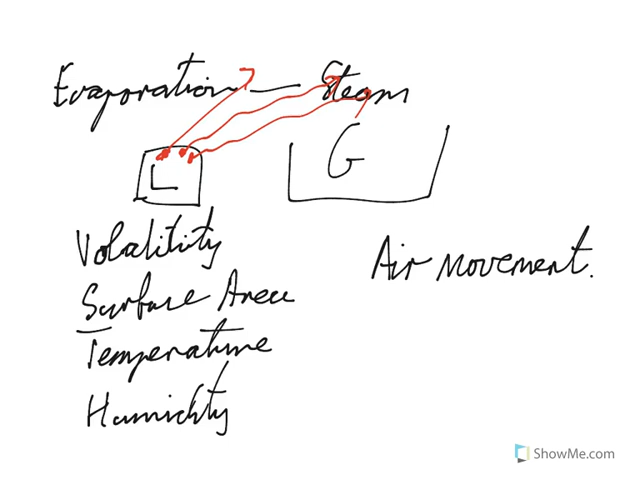 Evaporation — Steam
L
G
Volatility
Surface Area
Temperature
Humidity
Air movement.
ShowMe.com